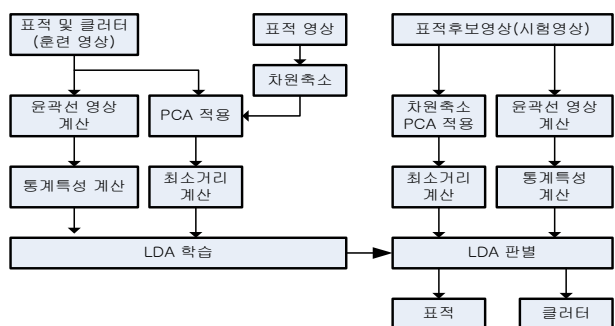 표적 및 클러터
(훈련 영상)
표적 영상
표적후보영상(시험영상)
차원축소
윤곽선 영상
계산
PCA 적용
차원축소
PCA 적용
윤곽선 영상
계산
통계특성 계산
최소거리
계산
최소거리
계산
통계특성
계산
LDA 학습
LDA 판별
표적
클러터